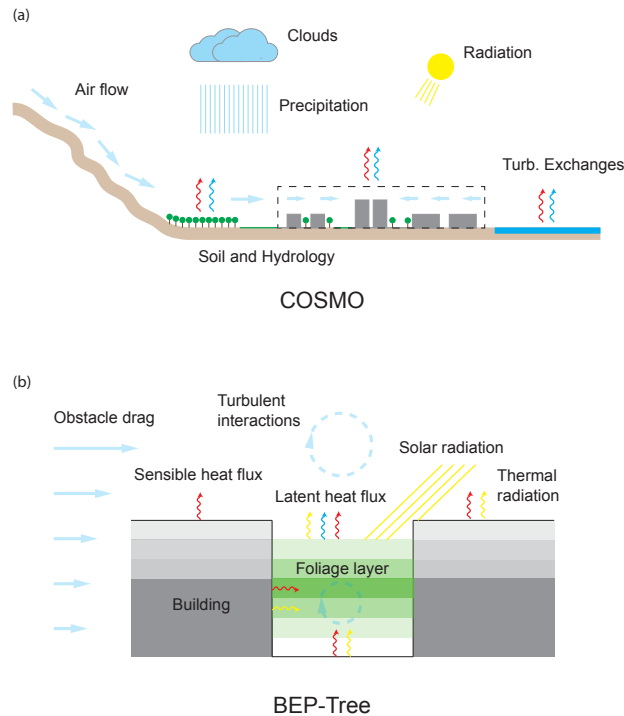 (a)
Clouds
Radiation
Air flow
Precipitation
Turb. Exchanges
Soil and Hydrology
COSMO
(b)
Turbulent
interactions
Obstacle drag
Solar radiation
Sensible heat flux
Thermal
radiation
Latent heat flux
Foliage layer
Building
BEP-Tree